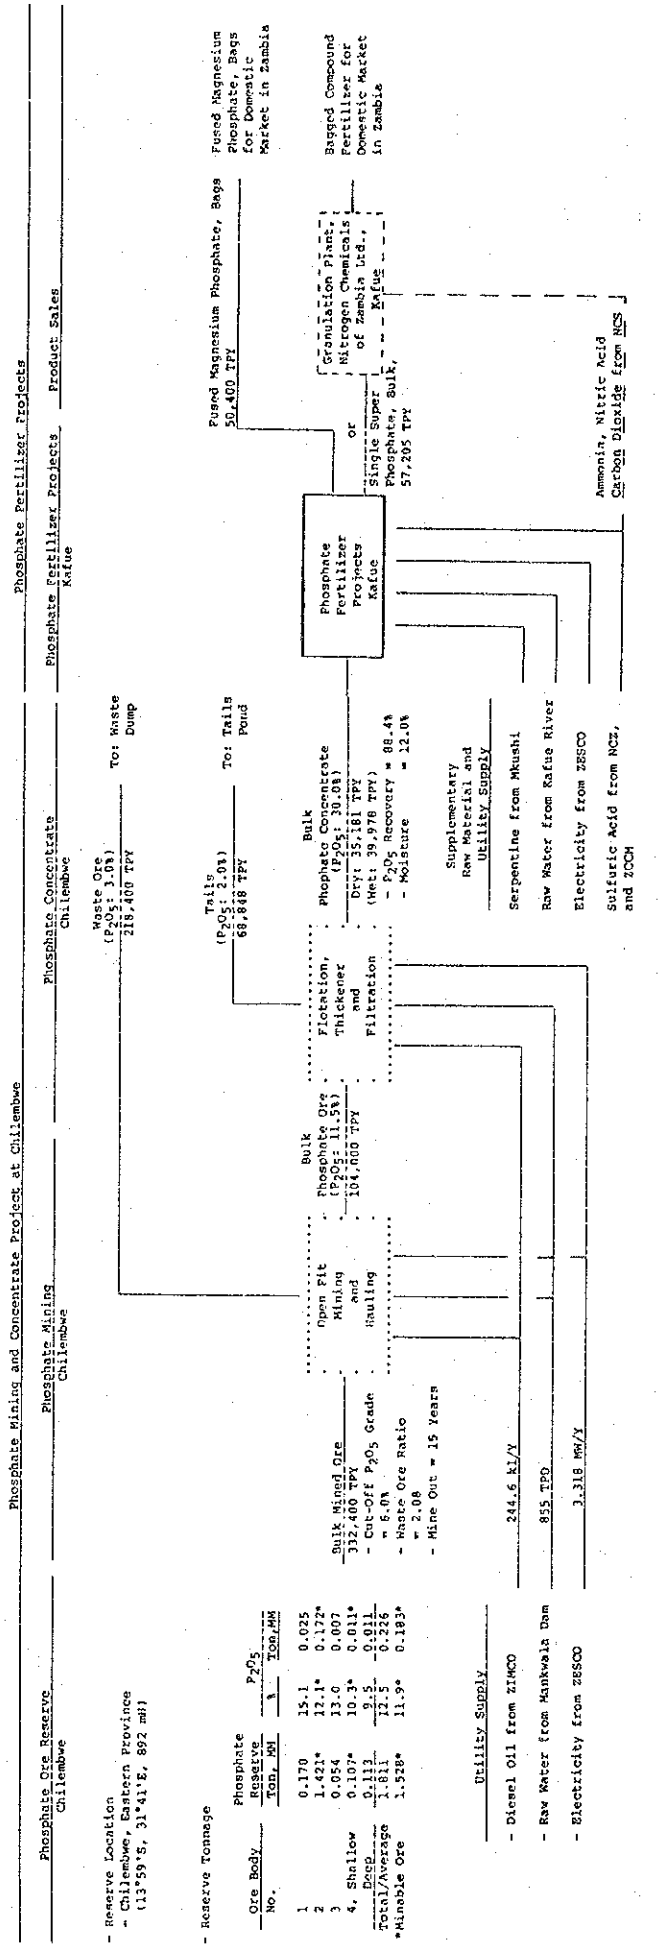 Phosphate Mining and Concentrate Project at Chilembwe
Phosphate Fertilizer Projects
Phosphate Ore Reserve
Chilembwe
Phosphate Mining
Chilembwe
Phosphate Concentrate
Chilembwe
Phosphate Fertilizer Projects
Kafue
Product Sales
- Reserve Location
- Chilembwe, Eastern Province
(13°59'S, 31°41'E, 892 mH)
- Reserve Tonnage
Ore Body
No.
Phosphate
Reserve
Ton, MM
P2O5
%
Ton,MM
1 0.170 15.1 0.025
2 1.421* 12.1* 0.172*
3 0.054 13.0 0.007
4, Shallow 0.107* 10.3* 0.011*
Deep 0.113 9.5 0.011
Total/Average 1.811 12.5 0.226
*Minable Ore 1.528* 11.9* 0.183*
Utility Supply
- Diesel Oil from ZIMCO
244.6 kl/Y
- Raw Water from Mankwala Dam
855 TPD
- Electricity from ZESCO
3.318 MW/Y
Bulk Mined Ore
332,400 TPY
- Cut-Off P2O5 Grade
= 6.0%
- Waste Ore Ratio
= 2.08
- Mine Out = 15 Years
Open Pit
Mining
and
Hauling
Waste Ore
(P2O5: 3.0%)
218,400 TPY
To: Waste
Dump
Bulk
Phosphate Ore
(P2O5: 11.5%)
104,000 TPY
Flotation,
Thickener
and
Filtration
Tails
(P2O5: 2.0%)
68,848 TPY
To: Tails
Pond
Bulk
Phophate Concentrate
(P2O5: 30.0%)
Dry: 35,181 TPY
(Wet: 39,978 TPY)
- P2O5 Recovery = 88.4%
- Moisture = 12.0%
Supplementary
Raw Material and
Utility Supply
Serpentine from Mkushi
Raw Water from Kafue River
Electricity from ZESCO
Sulfuric Acid from NCZ,
and ZCCM
Phosphate
Fertilizer
Projects
Kafue
Fused Magnesium Phosphate, Bags
50,400 TPY
or
Single Super
Phosphate, Bulk,
57,205 TPY
Granulation Plant,
Nitrogen Chemicals
of Zambia Ltd.,
Kafue
Ammonia, Nitric Acid
Carbon Dioxide from NCS
Fused Magnesium
Phosphate, Bags
for Domestic
Market in Zambia
Bagged Compound
Fertilizer for
Domestic Market
in Zambia